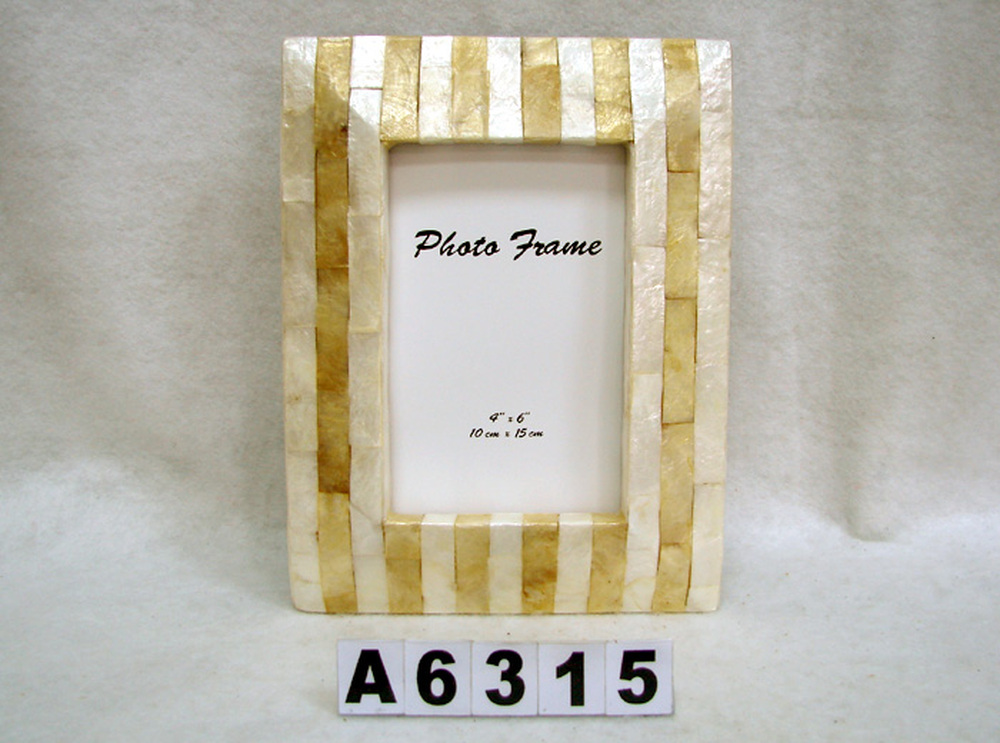 Photo Frame
4" x 6"
10 cm x 15 cm
A6315